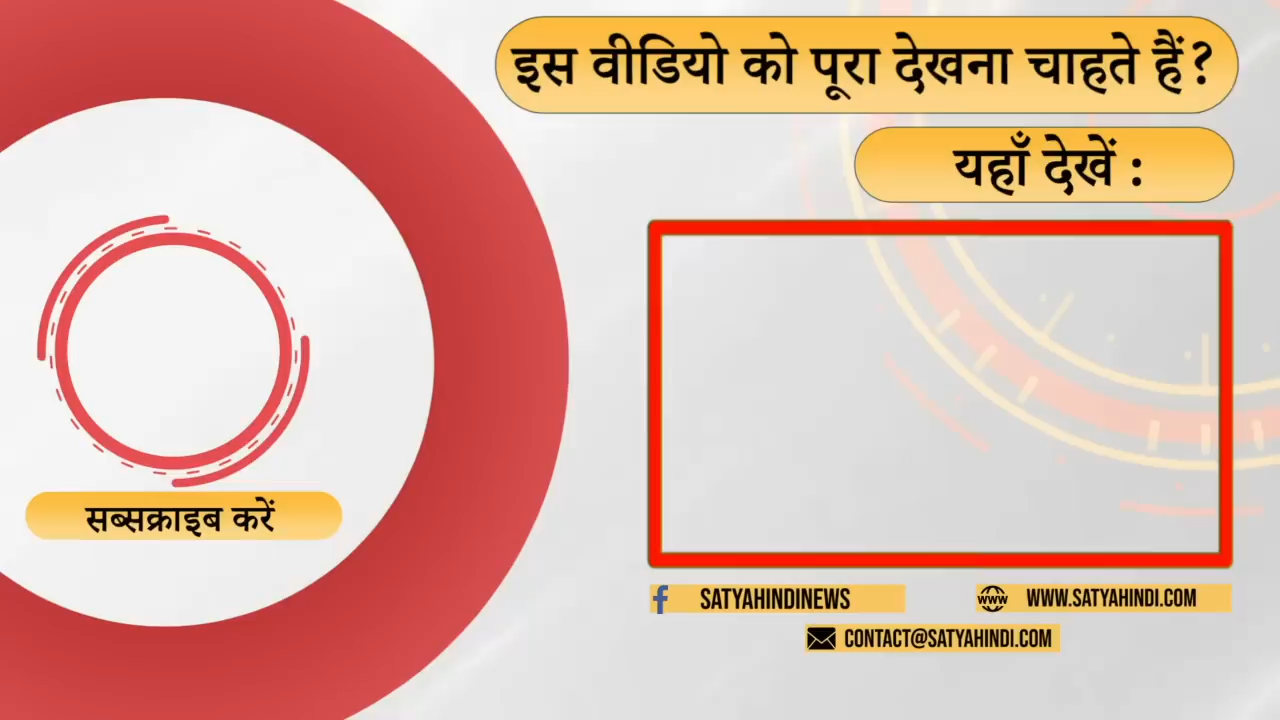 इस वीडियो को पूरा देखना चाहते हैं?
यहाँ देखें :
सब्सक्राइब करें
SATYAHINDINEWS
WWW.SATYAHINDI.COM
CONTACT@SATYAHINDI.COM